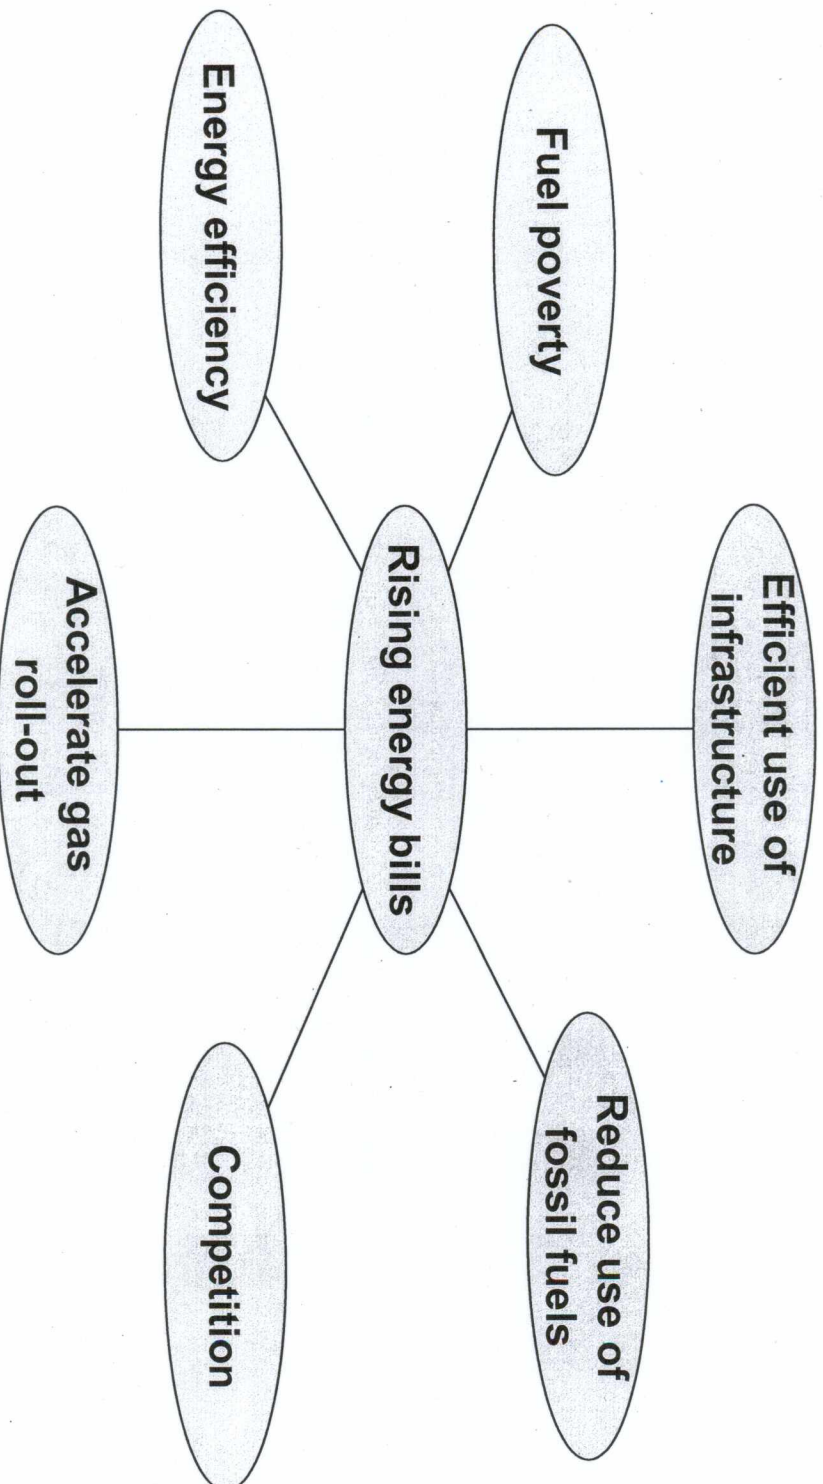 Efficient use of
infrastructure
Fuel poverty
Reduce use of
fossil fuels
Rising energy bills
Energy efficiency
Competition
Accelerate gas
roll-out